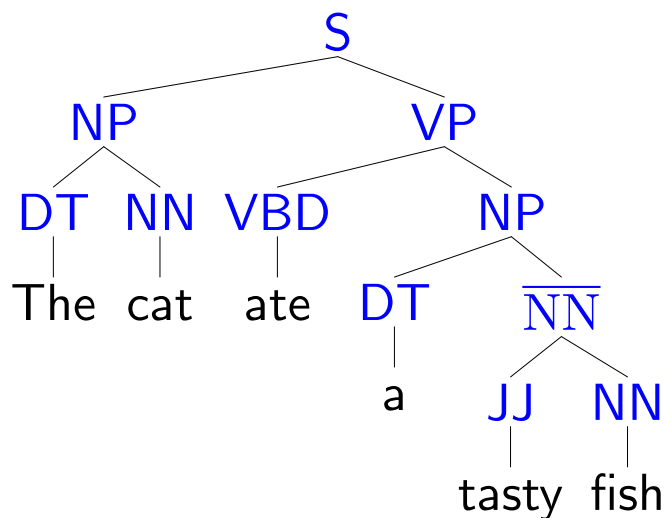 S
NP VP
DT NN VBD NP
The cat ate DT N̅N̅
a JJ NN
tasty fish